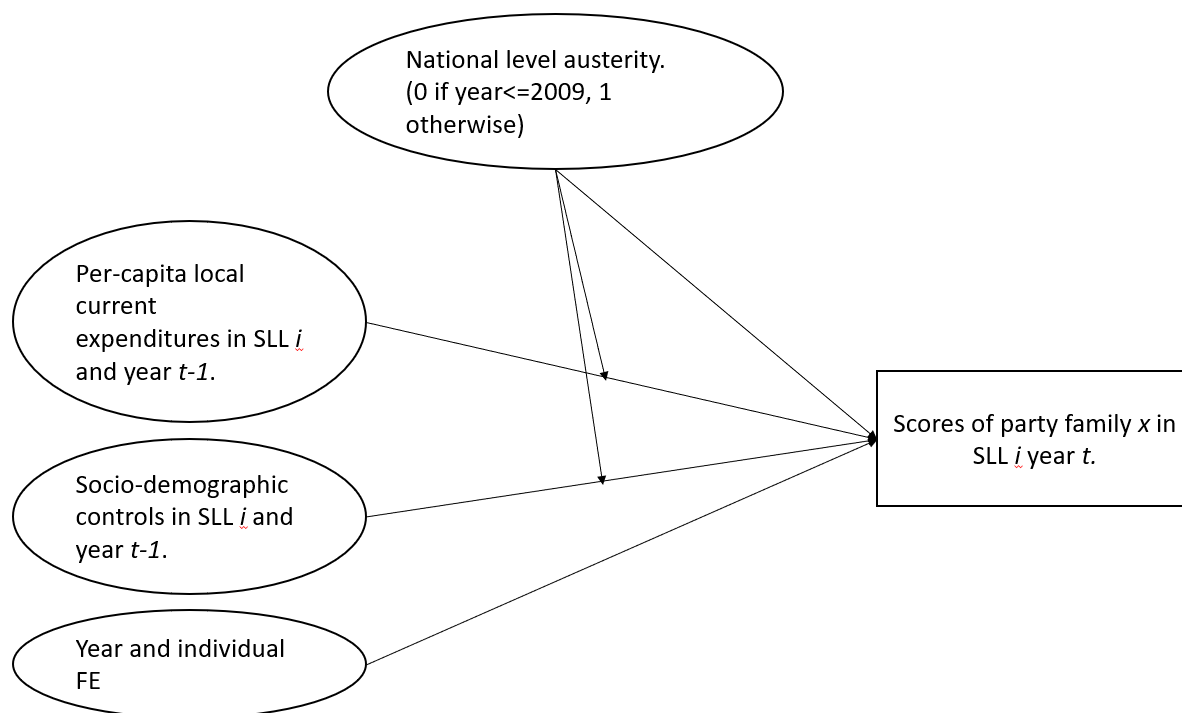 National level austerity.
(0 if year<=2009, 1
otherwise)
Per-capita local
current
expenditures in SLL i
and year t-1.
Socio-demographic
controls in SLL i and
year t-1.
Year and individual
FE
Scores of party family x in
SLL i year t.